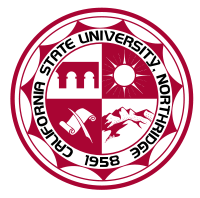 CALIFORNIA STATE UNIVERSITY, NORTHRIDGE
1958